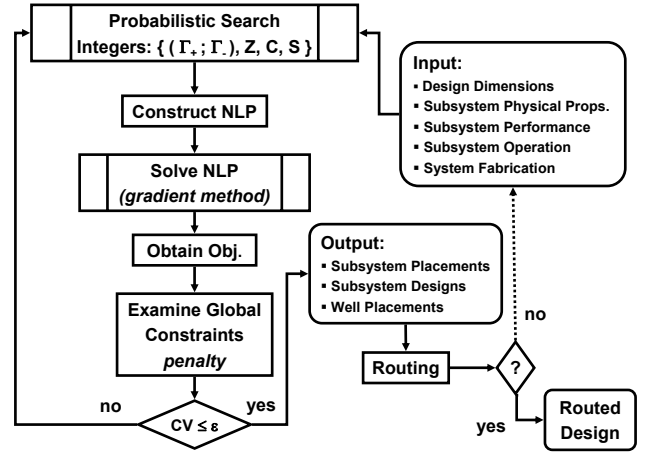 Probabilistic Search
Integers: { ( Γ₊ ; Γ₋ ), Z, C, S }
Construct NLP
Solve NLP
(gradient method)
Obtain Obj.
Examine Global
Constraints
penalty
no
CV ≤ ε
yes
Input:
▪ Design Dimensions
▪ Subsystem Physical Props.
▪ Subsystem Performance
▪ Subsystem Operation
▪ System Fabrication
Output:
▪ Subsystem Placements
▪ Subsystem Designs
▪ Well Placements
Routing
?
no
yes
Routed
Design